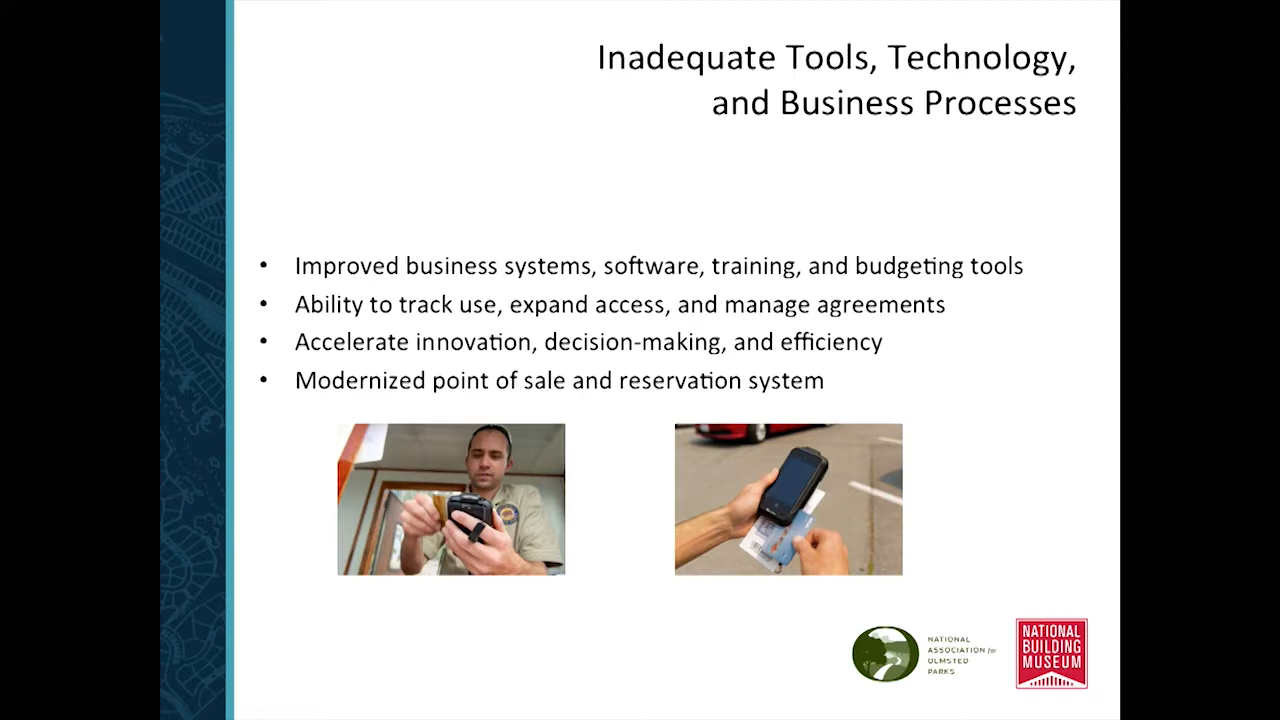 Inadequate Tools, Technology,
and Business Processes
• Improved business systems, software, training, and budgeting tools
• Ability to track use, expand access, and manage agreements
• Accelerate innovation, decision-making, and efficiency
• Modernized point of sale and reservation system
NATIONAL
ASSOCIATION for
OLMSTED
PARKS
NATIONAL
BUILDING
MUSEUM